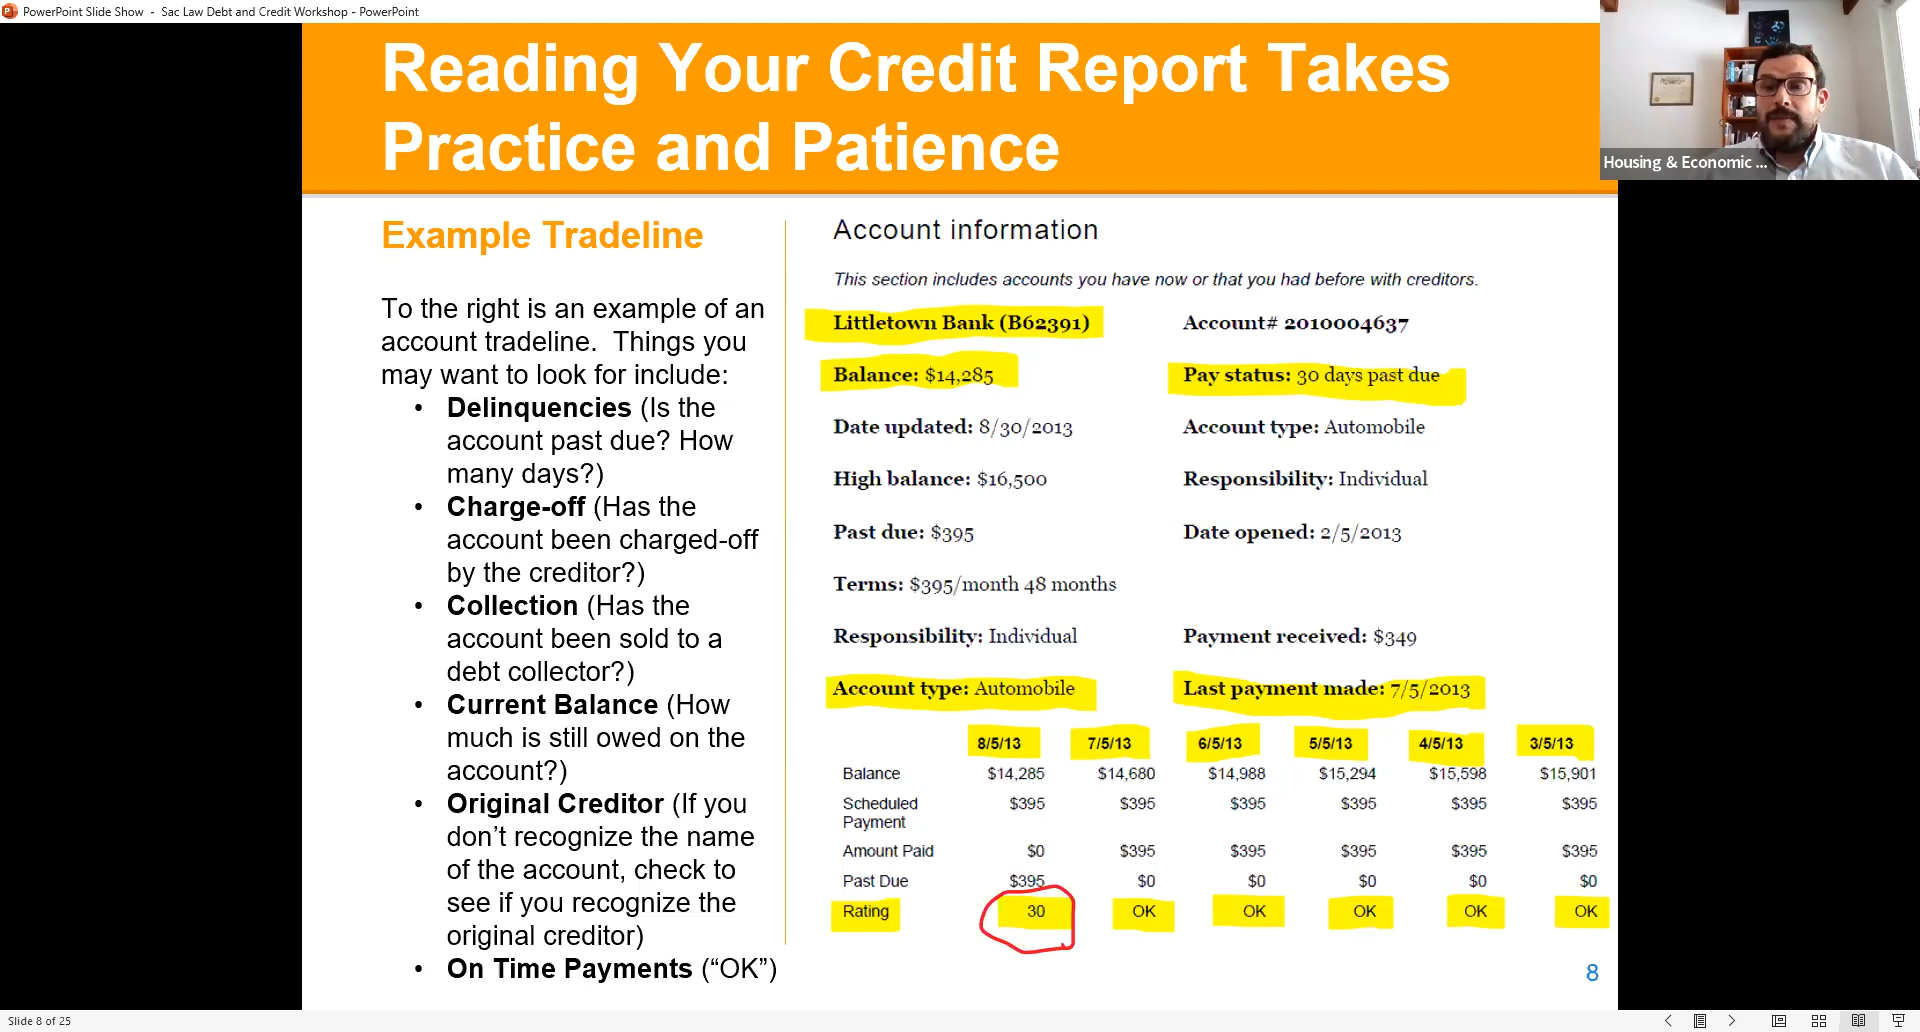 PowerPoint Slide Show - Sac Law Debt and Credit Workshop - PowerPoint
Reading Your Credit Report Takes
Practice and Patience
Housing & Economic ...
Example Tradeline
To the right is an example of an
account tradeline. Things you
may want to look for include:
• Delinquencies (Is the
account past due? How
many days?)
• Charge-off (Has the
account been charged-off
by the creditor?)
• Collection (Has the
account been sold to a
debt collector?)
• Current Balance (How
much is still owed on the
account?)
• Original Creditor (If you
don’t recognize the name
of the account, check to
see if you recognize the
original creditor)
• On Time Payments (“OK”)
Account information
This section includes accounts you have now or that you had before with creditors.
Littletown Bank (B62391) Account# 2010004637
Balance: $14,285 Pay status: 30 days past due
Date updated: 8/30/2013 Account type: Automobile
High balance: $16,500 Responsibility: Individual
Past due: $395 Date opened: 2/5/2013
Terms: $395/month 48 months
Responsibility: Individual Payment received: $349
Account type: Automobile Last payment made: 7/5/2013
8/5/13 7/5/13 6/5/13 5/5/13 4/5/13 3/5/13
Balance $14,285 $14,680 $14,988 $15,294 $15,598 $15,901
Scheduled $395 $395 $395 $395 $395 $395
Payment
Amount Paid $0 $395 $395 $395 $395 $395
Past Due $395 $0 $0 $0 $0 $0
Rating 30 OK OK OK OK OK
8
Slide 8 of 25